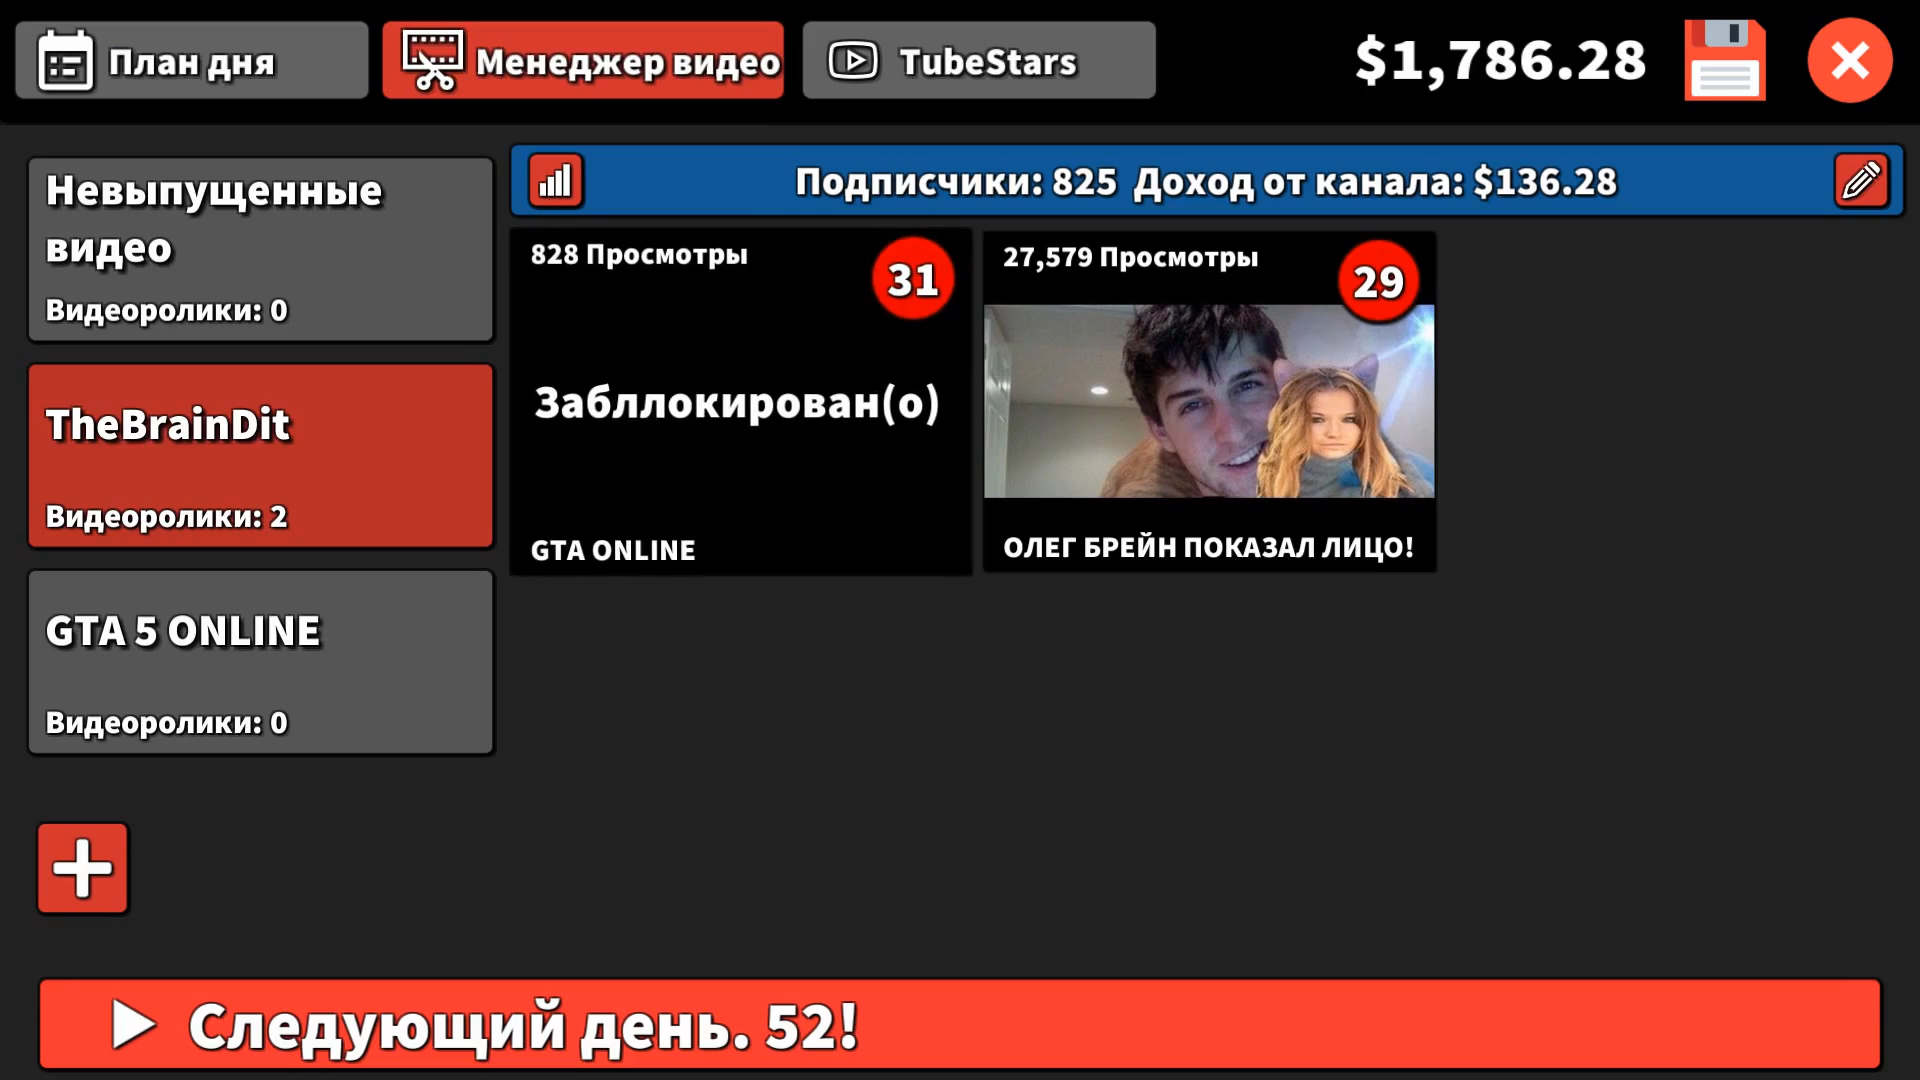 План дня
Менеджер видео
TubeStars
$1,786.28
Невыпущенные
видео
Видеоролики: 0
TheBrainDit
Видеоролики: 2
GTA 5 ONLINE
Видеоролики: 0
Подписчики: 825 Доход от канала: $136.28
828 Просмотры
31
Забллокирован(о)
GTA ONLINE
27,579 Просмотры
29
ОЛЕГ БРЕЙН ПОКАЗАЛ ЛИЦО!
Следующий день. 52!